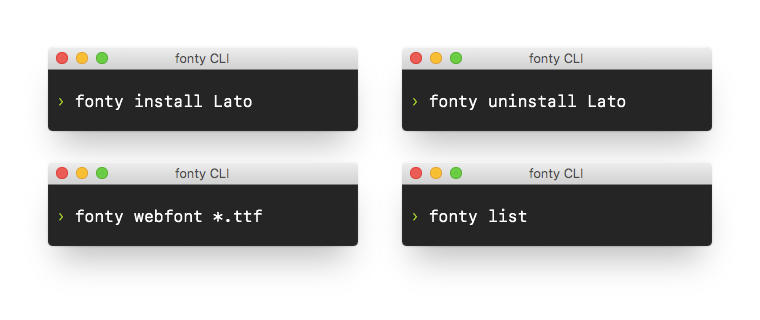 fonty CLI
› fonty install Lato
fonty CLI
› fonty uninstall Lato
fonty CLI
› fonty webfont *.ttf
fonty CLI
› fonty list